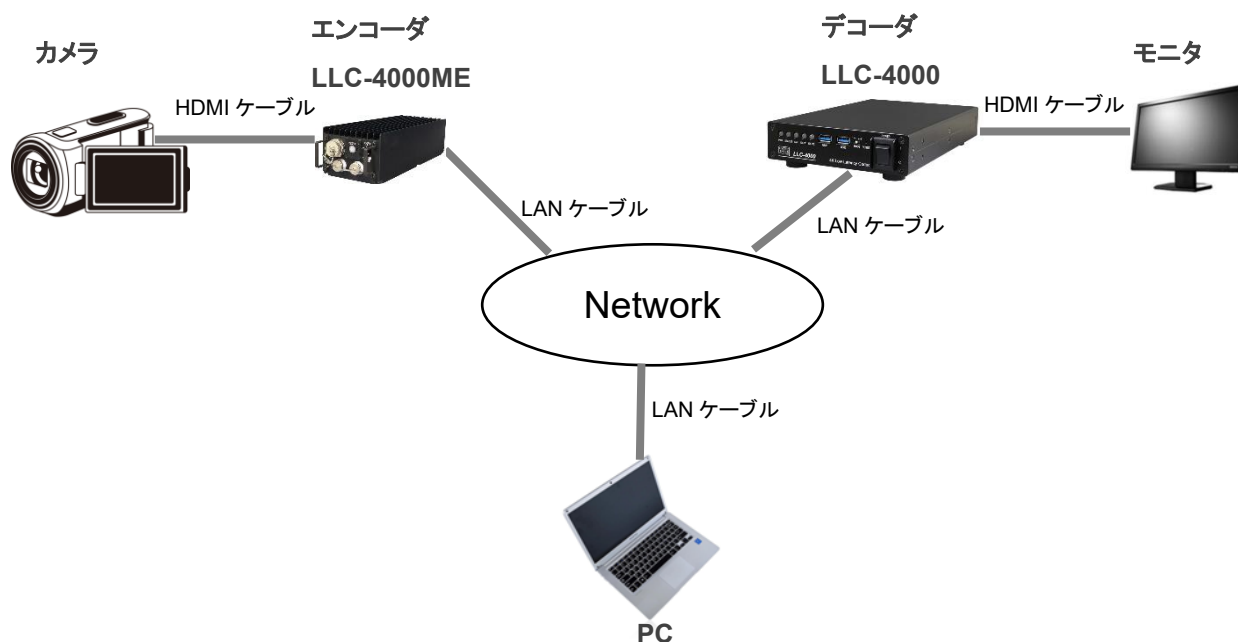 エンコーダ
デコーダ
カメラ
モニタ
LLC-4000ME
LLC-4000
HDMI ケーブル
HDMI ケーブル
LLC-4000
LAN ケーブル
LAN ケーブル
Network
LAN ケーブル
PC